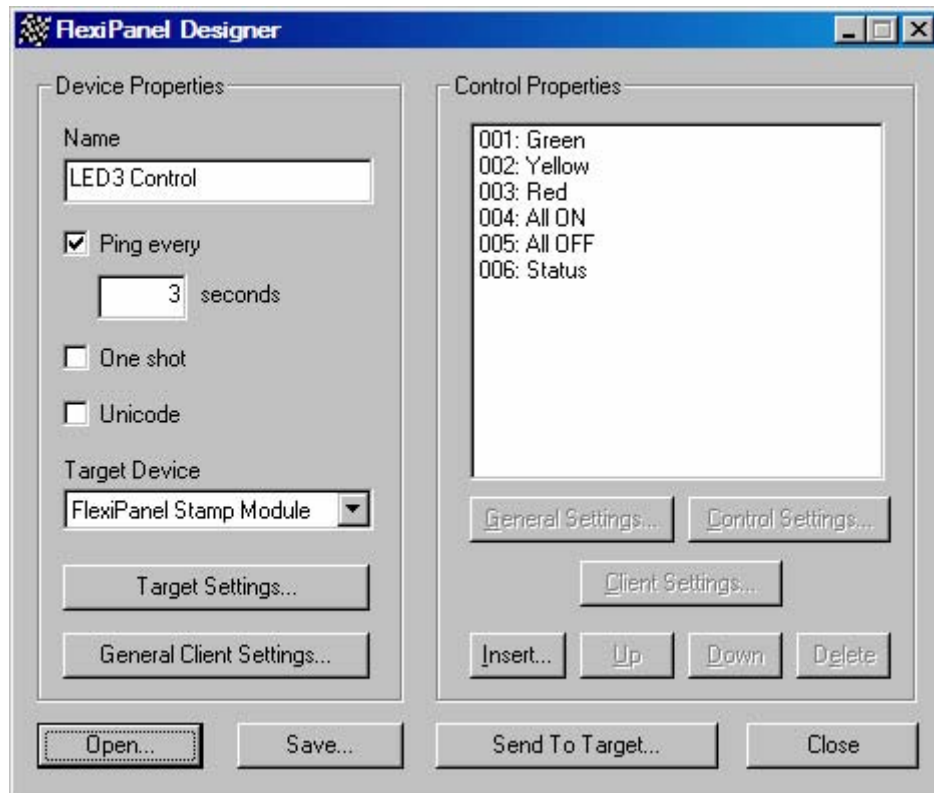 FlexiPanel Designer
Device Properties
Name
LED3 Control
Ping every
3 seconds
One shot
Unicode
Target Device
FlexiPanel Stamp Module
Target Settings...
General Client Settings...
Control Properties
001: Green
002: Yellow
003: Red
004: All ON
005: All OFF
006: Status
General Settings... Control Settings...
Client Settings...
Insert... Up Down Delete
Open... Save... Send To Target... Close